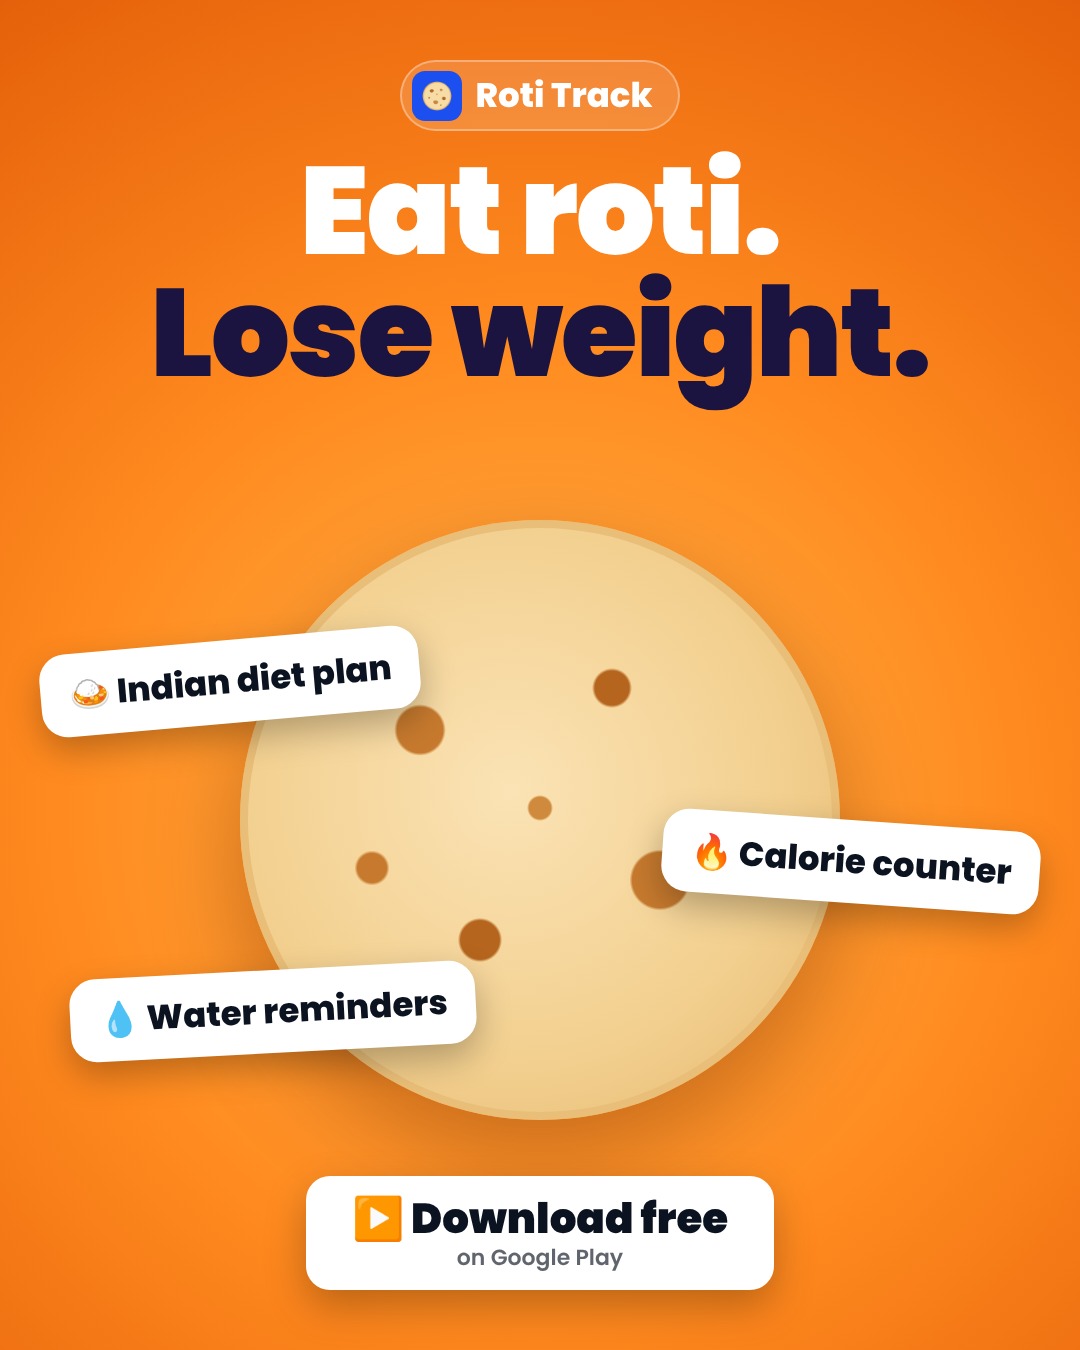 Roti Track
Eat roti.
Lose weight.
Indian diet plan
Calorie counter
Water reminders
Download free
on Google Play